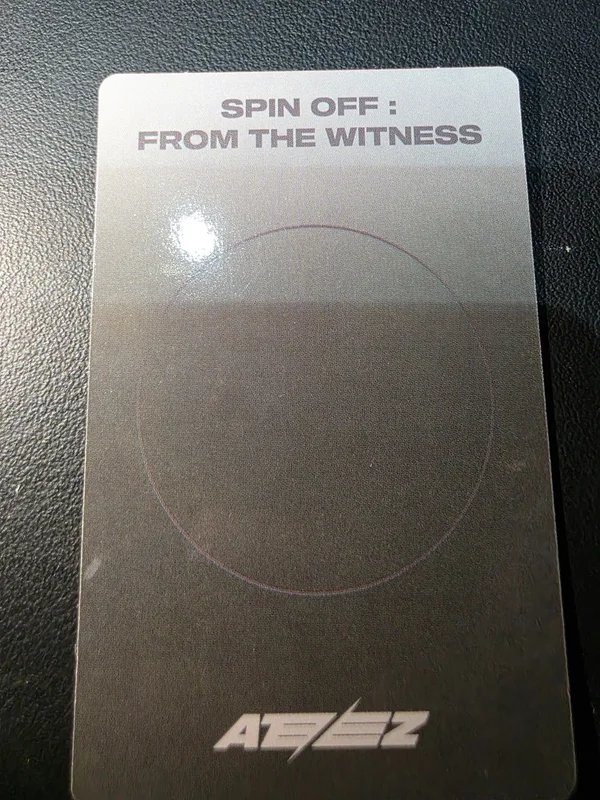 SPIN OFF :
FROM THE WITNESS
ATEEZ